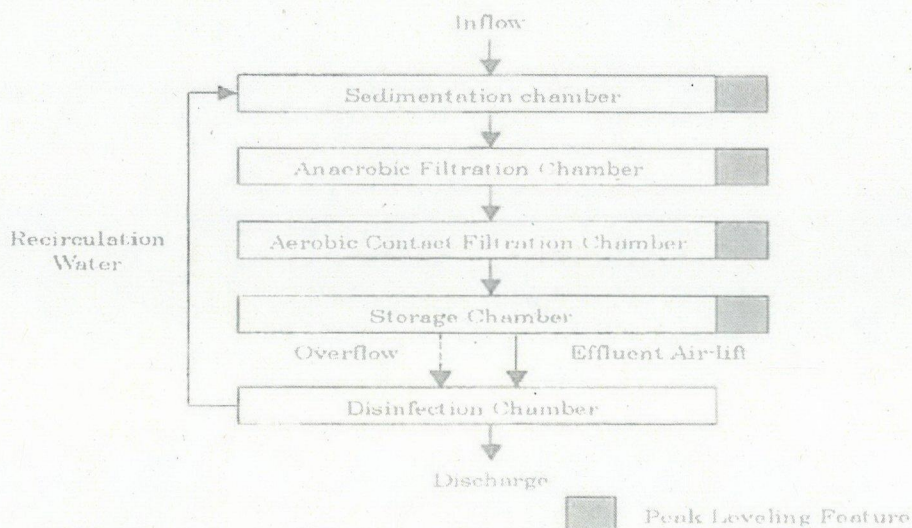 Inflow
Sedimentation chamber
Anaerobic Filtration Chamber
Recirculation
Water
Aerobic Contact Filtration Chamber
Storage Chamber
Overflow
Effluent Air-lift
Disinfection Chamber
Discharge
Peak Leveling Feature